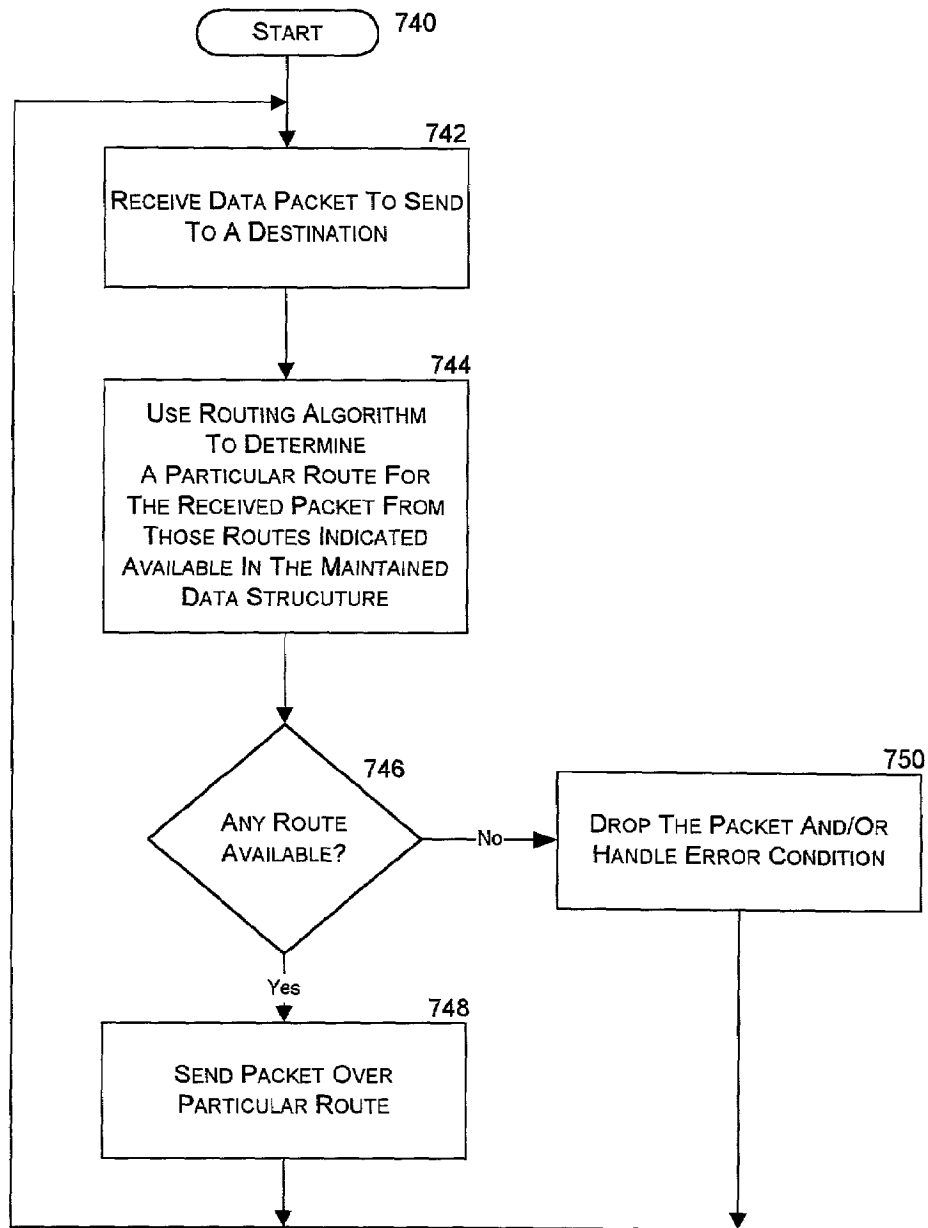 START
740
742
RECEIVE DATA PACKET TO SEND
TO A DESTINATION
744
USE ROUTING ALGORITHM
TO DETERMINE
A PARTICULAR ROUTE FOR
THE RECEIVED PACKET FROM
THOSE ROUTES INDICATED
AVAILABLE IN THE MAINTAINED
DATA STRUCUTURE
746
ANY ROUTE
AVAILABLE?
No
750
DROP THE PACKET AND/OR
HANDLE ERROR CONDITION
Yes
748
SEND PACKET OVER
PARTICULAR ROUTE